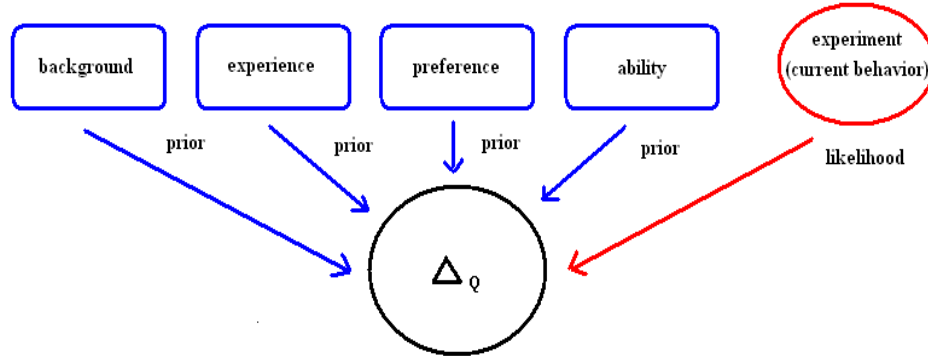 background
experience
preference
ability
experiment
(current behavior)
prior
prior
prior
prior
likelihood
△ Q